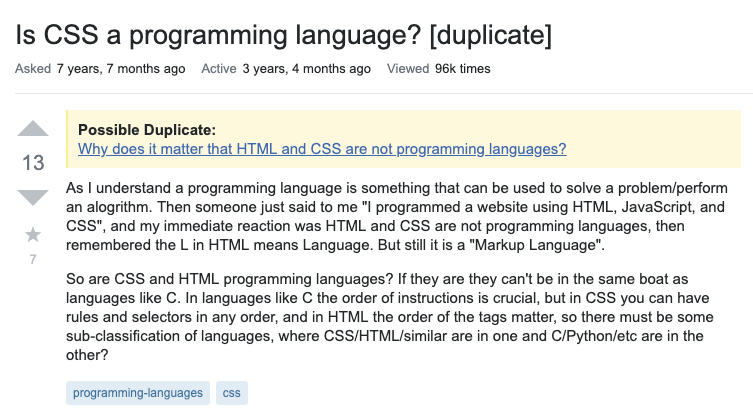 Is CSS a programming language? [duplicate]
Asked 7 years, 7 months ago Active 3 years, 4 months ago Viewed 96k times
Possible Duplicate:
Why does it matter that HTML and CSS are not programming languages?
13
As I understand a programming language is something that can be used to solve a problem/perform
an alogrithm. Then someone just said to me "I programmed a website using HTML, JavaScript, and
CSS", and my immediate reaction was HTML and CSS are not programming languages, then
remembered the L in HTML means Language. But still it is a "Markup Language".
7
So are CSS and HTML programming languages? If they are they can't be in the same boat as
languages like C. In languages like C the order of instructions is crucial, but in CSS you can have
rules and selectors in any order, and in HTML the order of the tags matter, so there must be some
sub-classification of languages, where CSS/HTML/similar are in one and C/Python/etc are in the
other?
programming-languages css